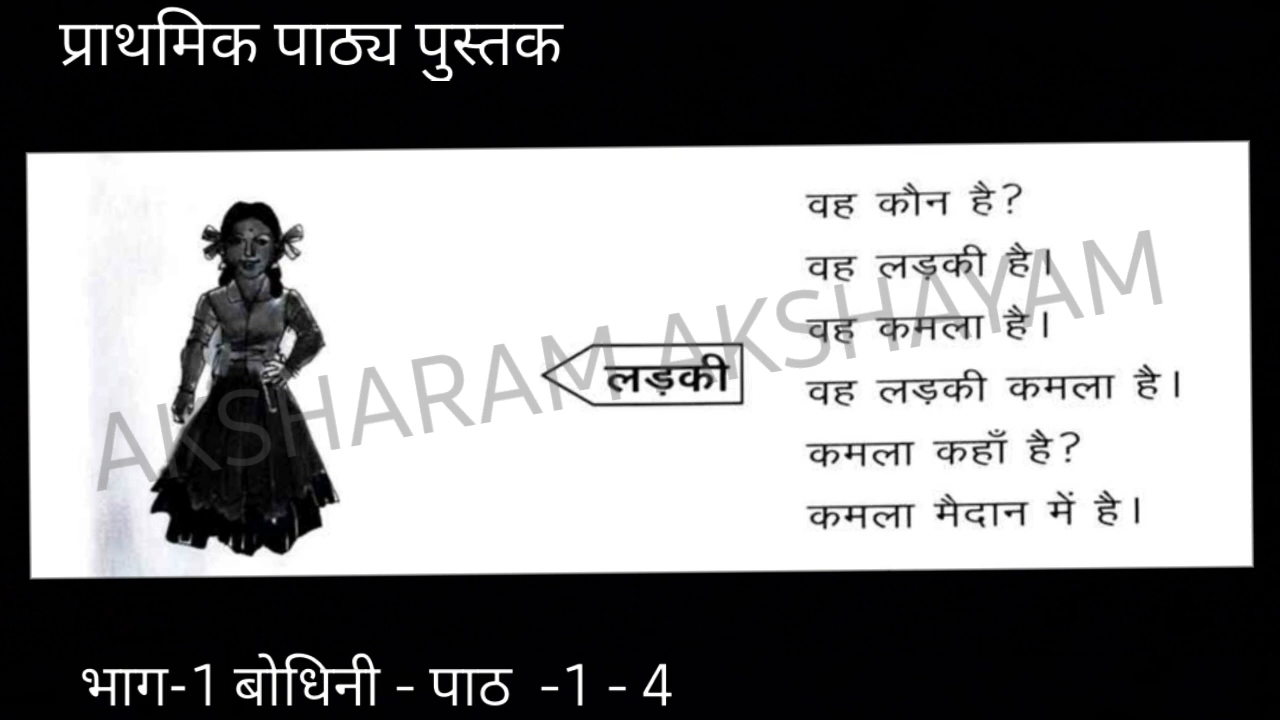 प्राथमिक पाठ्य पुस्तक
वह कौन है?
वह लड़की है।
वह कमला है।
वह लड़की कमला है।
कमला कहाँ है?
कमला मैदान में है।
लड़की
AKSHARAM AKSHAYAM
भाग-1 बोधिनी - पाठ -1 - 4